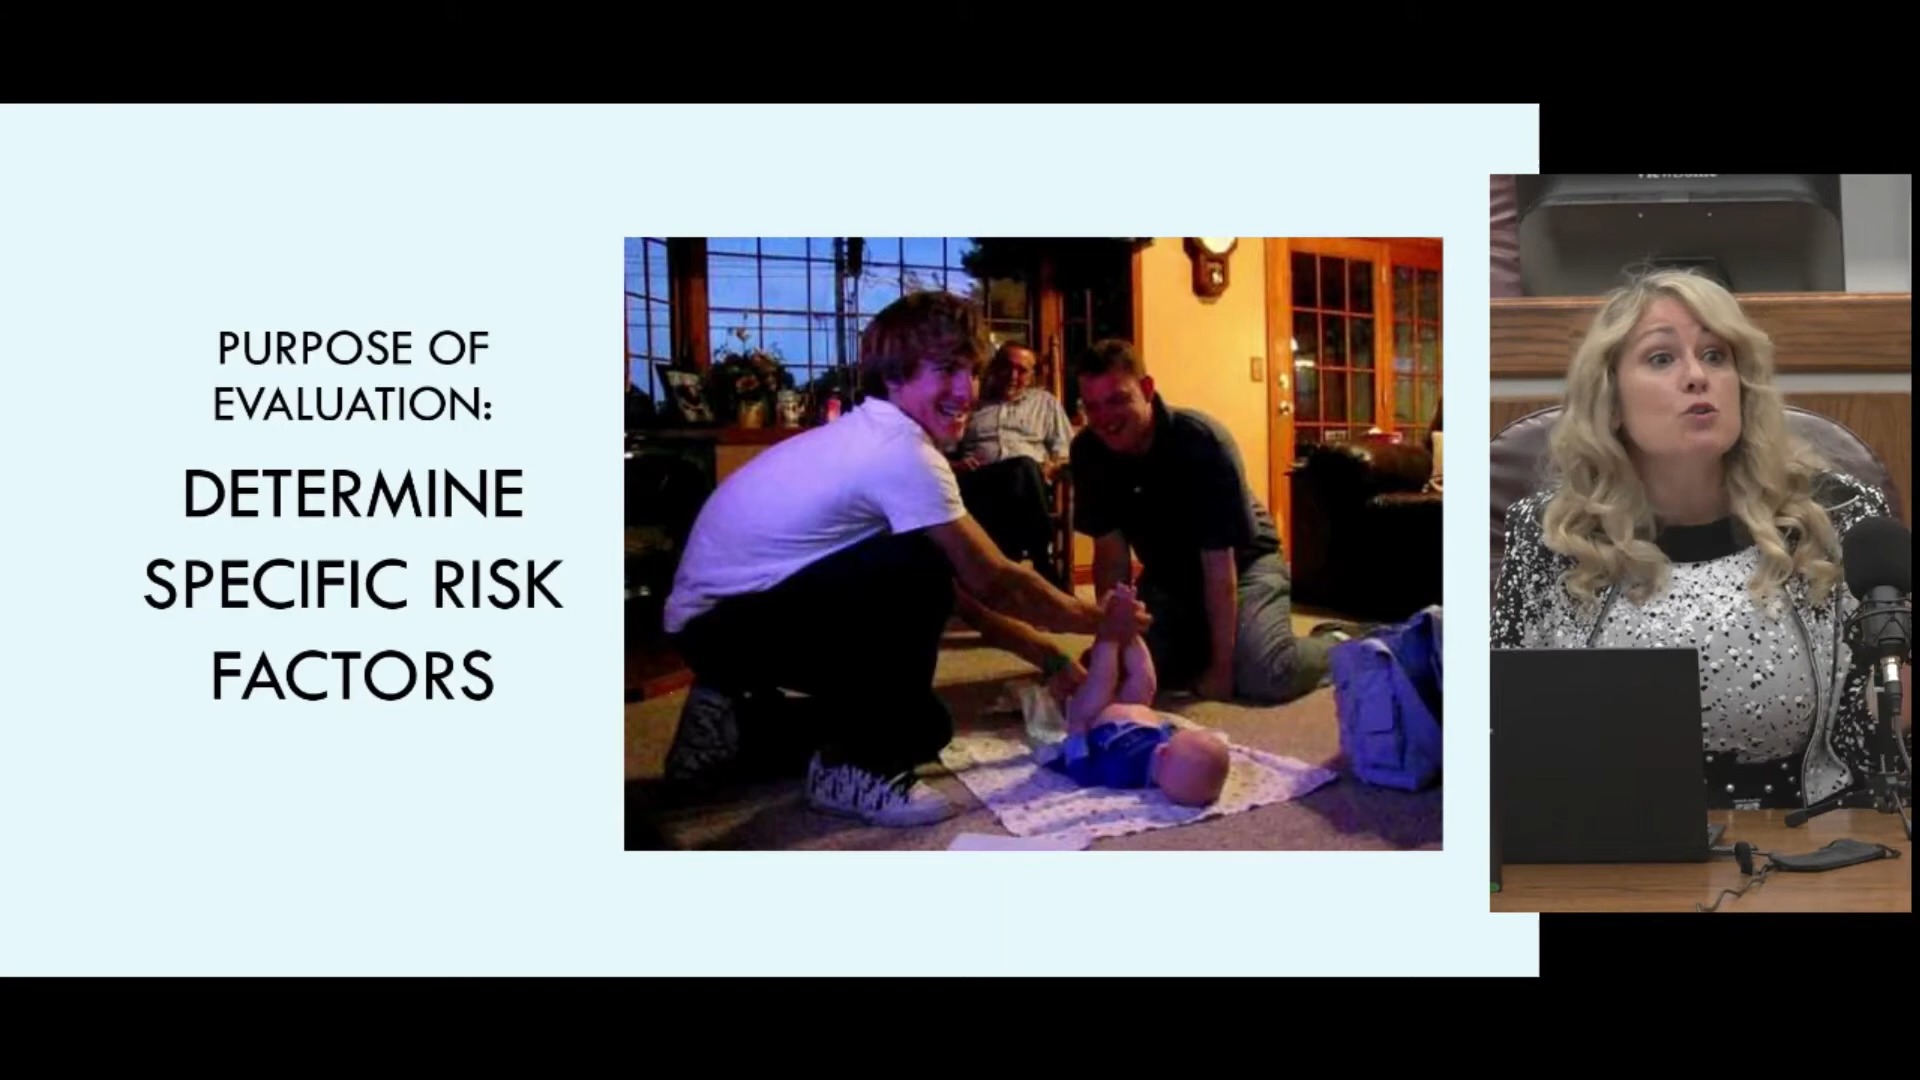 PURPOSE OF
EVALUATION:
DETERMINE
SPECIFIC RISK
FACTORS